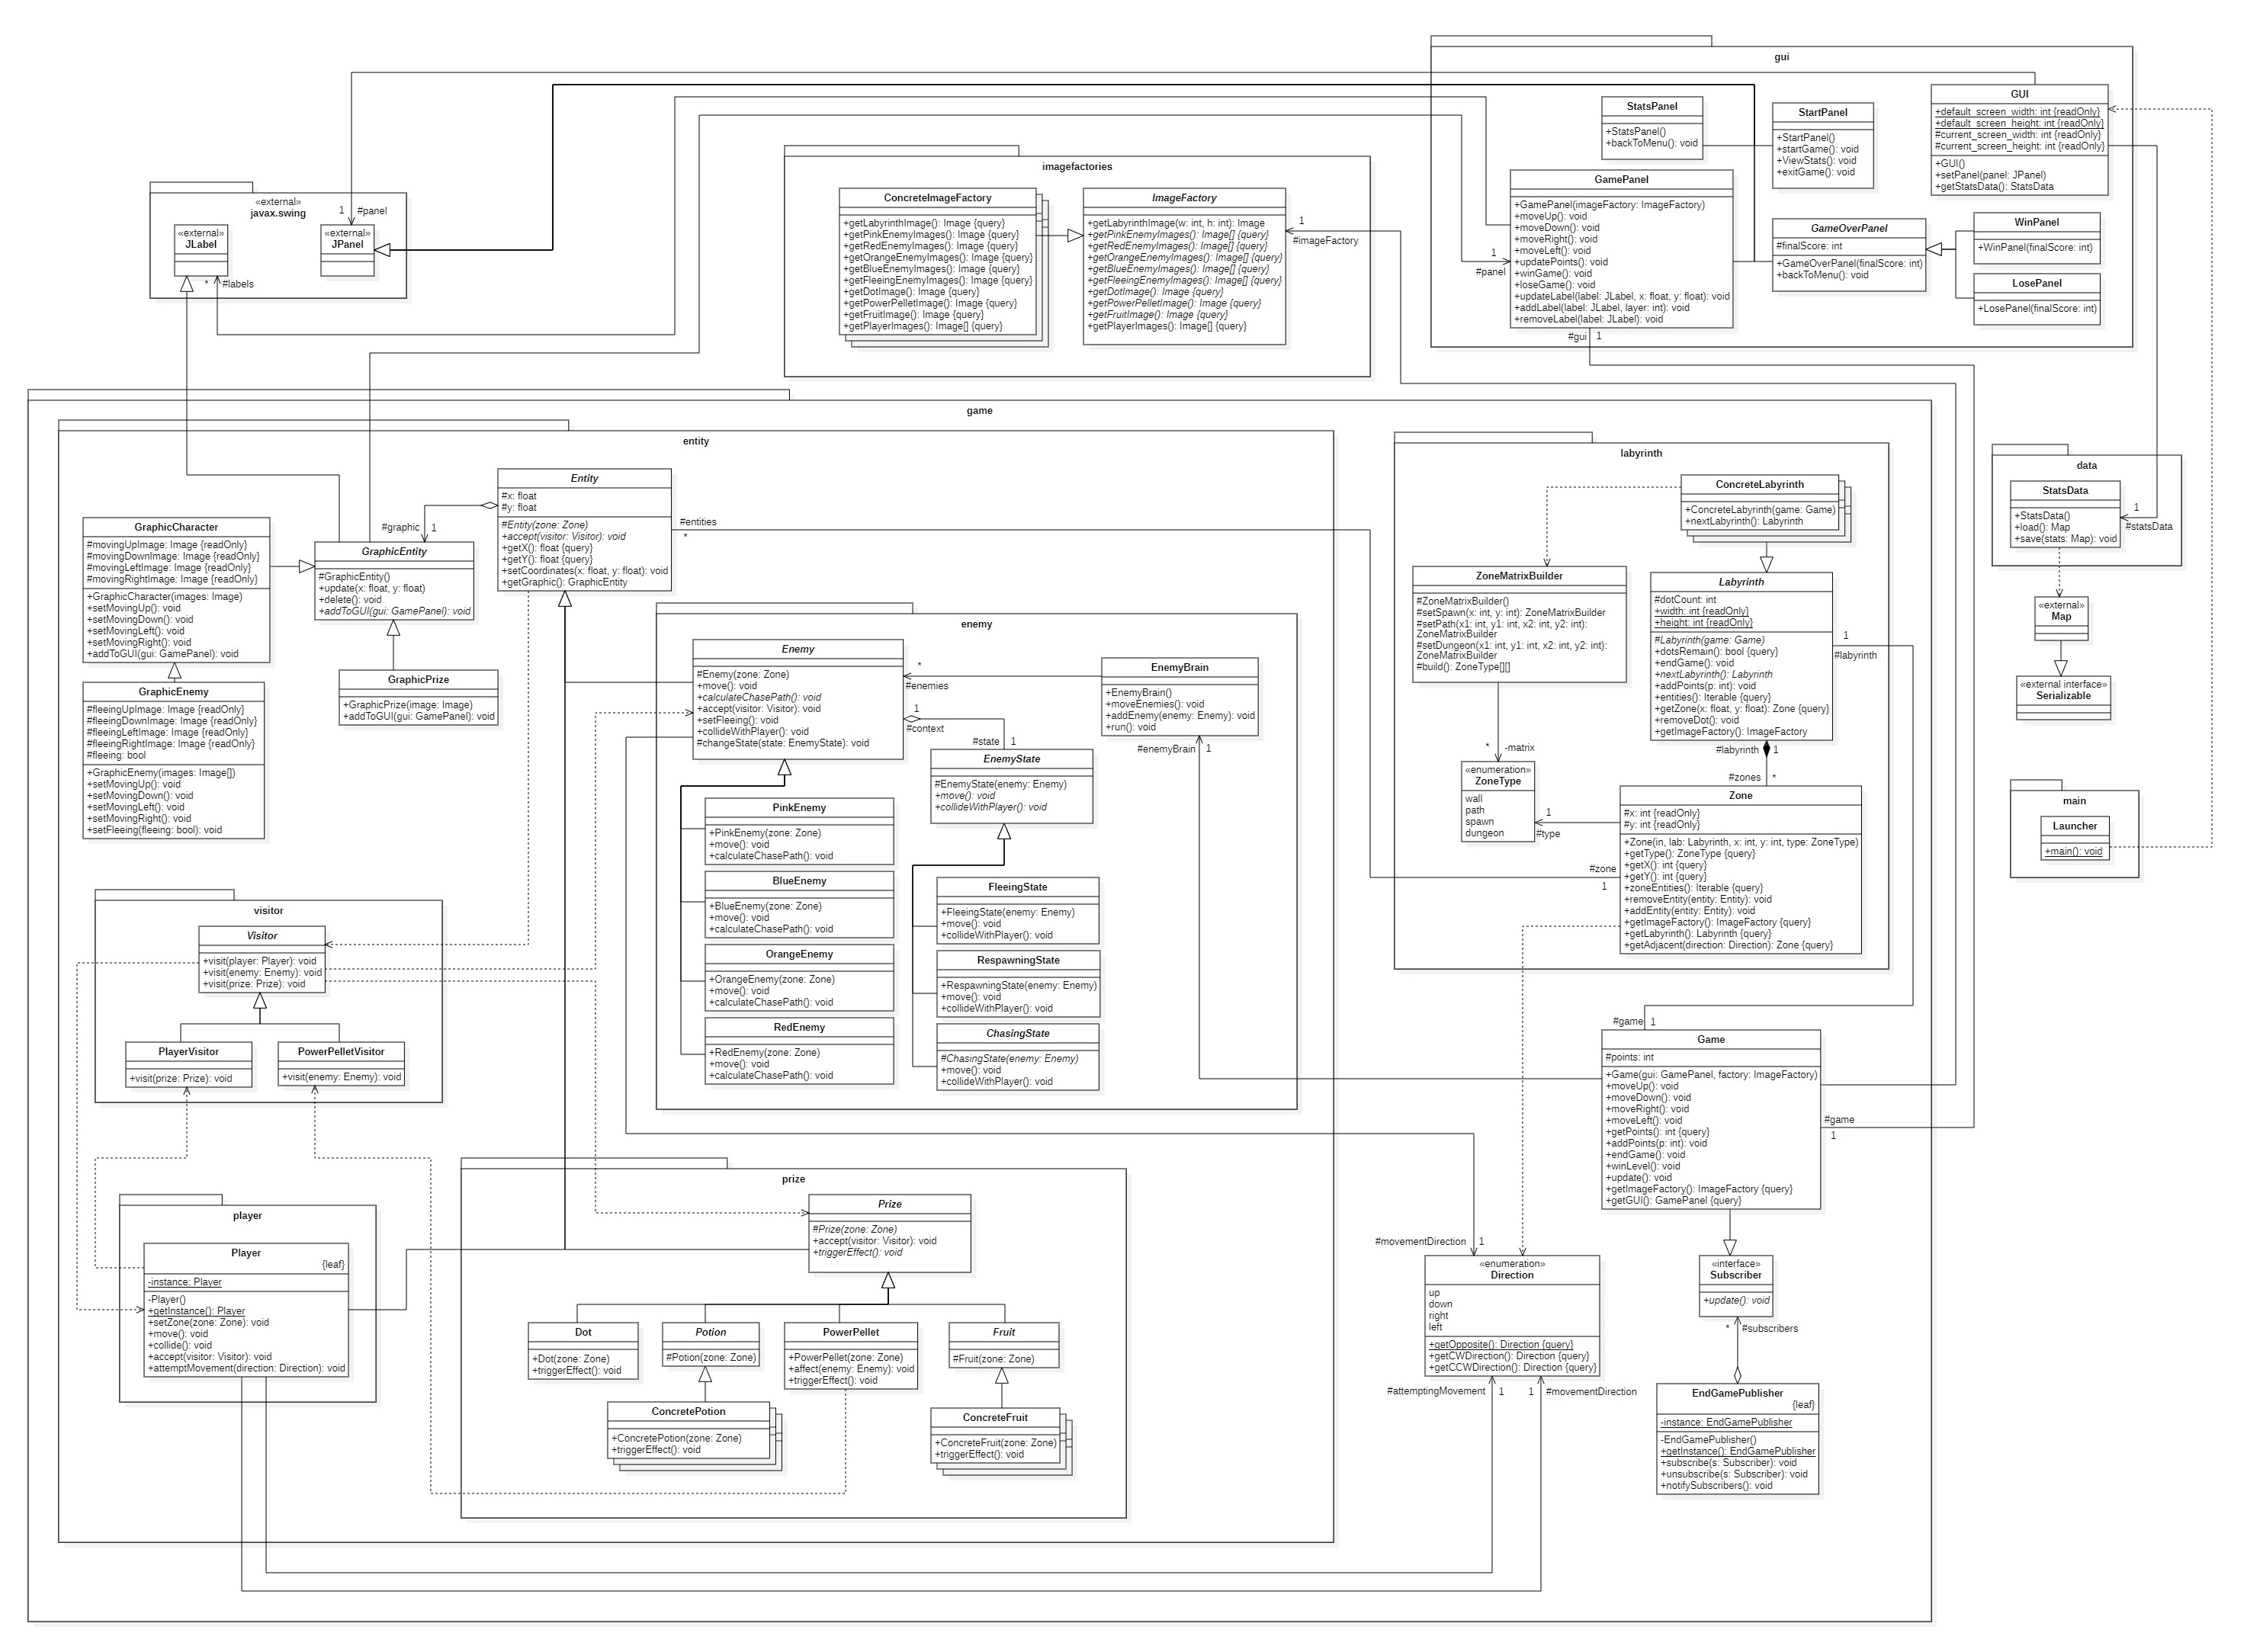 gui
GUI
+default_screen_width: int {readOnly}
+default_screen_height: int {readOnly}
#current_screen_width: int {readOnly}
#current_screen_height: int {readOnly}
+GUI()
+setPanel(panel: JPanel)
+getStatsData(): StatsData
StatsPanel
+StatsPanel()
+backToMenu(): void
StartPanel
+StartPanel()
+startGame(): void
+ViewStats(): void
+exitGame(): void
GamePanel
+GamePanel(imageFactory: ImageFactory)
+moveUp(): void
+moveDown(): void
+moveRight(): void
+moveLeft(): void
+updatePoints(): void
+winGame(): void
+loseGame(): void
+updateLabel(label: JLabel, x: float, y: float): void
+addLabel(label: JLabel, layer: int): void
+removeLabel(label: JLabel): void
GameOverPanel
#finalScore: int
+GameOverPanel(finalScore: int)
+backToMenu(): void
WinPanel
+WinPanel(finalScore: int)
LosePanel
+LosePanel(finalScore: int)
1
#panel
#gui
1
«external»
javax.swing
1
#panel
«external»
JLabel
«external»
JPanel
*
#labels
imagefactories
ConcreteImageFactory
+getLabyrinthImage(): Image {query}
+getPinkEnemyImages(): Image {query}
+getRedEnemyImages(): Image {query}
+getOrangeEnemyImages(): Image {query}
+getBlueEnemyImages(): Image {query}
+getFleeingEnemyImages(): Image {query}
+getDotImage(): Image {query}
+getPowerPelletImage(): Image {query}
+getFruitImage(): Image {query}
+getPlayerImages(): Image[] {query}
ImageFactory
+getLabyrinthImage(w: int, h: int): Image
+getPinkEnemyImages(): Image[] {query}
+getRedEnemyImages(): Image[] {query}
+getOrangeEnemyImages(): Image {query}
+getBlueEnemyImages(): Image[] {query}
+getFleeingEnemyImages(): Image[] {query}
+getDotImage(): Image {query}
+getPowerPelletImage(): Image {query}
+getFruitImage(): Image {query}
+getPlayerImages(): Image[] {query}
1
#imageFactory
game
entity
Entity
#x: float
#y: float
#Entity(zone: Zone)
+accept(visitor: Visitor): void
+getX(): float {query}
+getY(): float {query}
+setCoordinates(x: float, y: float): void
+getGraphic(): GraphicEntity
#graphic
1
#entities
*
GraphicCharacter
#movingUpImage: Image {readOnly}
#movingDownImage: Image {readOnly}
#movingLeftImage: Image {readOnly}
#movingRightImage: Image {readOnly}
+GraphicCharacter(images: Image)
+setMovingUp(): void
+setMovingDown(): void
+setMovingLeft(): void
+setMovingRight(): void
+addToGUI(gui: GamePanel): void
GraphicEntity
#GraphicEntity()
+update(x: float, y: float)
+delete(): void
+addToGUI(gui: GamePanel): void
GraphicPrize
+GraphicPrize(image: Image)
+addToGUI(gui: GamePanel): void
GraphicEnemy
#fleeingUpImage: Image {readOnly}
#fleeingDownImage: Image {readOnly}
#fleeingLeftImage: Image {readOnly}
#fleeingRightImage: Image {readOnly}
#fleeing: bool
+GraphicEnemy(images: Image[])
+setMovingUp(): void
+setMovingDown(): void
+setMovingLeft(): void
+setMovingRight(): void
+setFleeing(fleeing: bool): void
enemy
Enemy
#Enemy(zone: Zone)
+move(): void
+calculateChasePath(): void
+accept(visitor: Visitor): void
+setFleeing(): void
+collideWithPlayer(): void
#changeState(state: EnemyState): void
*
#enemies
1
#context
#state
1
EnemyBrain
+EnemyBrain()
+moveEnemies(): void
+addEnemy(enemy: Enemy): void
+run(): void
#enemyBrain
1
EnemyState
#EnemyState(enemy: Enemy)
+move(): void
+collideWithPlayer(): void
PinkEnemy
+PinkEnemy(zone: Zone)
+move(): void
+calculateChasePath(): void
BlueEnemy
+BlueEnemy(zone: Zone)
+move(): void
+calculateChasePath(): void
OrangeEnemy
+OrangeEnemy(zone: Zone)
+move(): void
+calculateChasePath(): void
RedEnemy
+RedEnemy(zone: Zone)
+move(): void
+calculateChasePath(): void
FleeingState
+FleeingState(enemy: Enemy)
+move(): void
+collideWithPlayer(): void
RespawningState
+RespawningState(enemy: Enemy)
+move(): void
+collideWithPlayer(): void
ChasingState
#ChasingState(enemy: Enemy)
+move(): void
+collideWithPlayer(): void
visitor
Visitor
+visit(player: Player): void
+visit(enemy: Enemy): void
+visit(prize: Prize): void
PlayerVisitor
+visit(prize: Prize): void
PowerPelletVisitor
+visit(enemy: Enemy): void
player
Player
{leaf}
-instance: Player
-Player()
+getInstance(): Player
+setZone(zone: Zone): void
+move(): void
+collide(): void
+accept(visitor: Visitor): void
+attemptMovement(direction: Direction): void
prize
Prize
#Prize(zone: Zone)
+accept(visitor: Visitor): void
+triggerEffect(): void
Dot
+Dot(zone: Zone)
+triggerEffect(): void
Potion
#Potion(zone: Zone)
PowerPellet
+PowerPellet(zone: Zone)
+affect(enemy: Enemy): void
+triggerEffect(): void
Fruit
#Fruit(zone: Zone)
ConcretePotion
+ConcretePotion(zone: Zone)
+triggerEffect(): void
ConcreteFruit
+ConcreteFruit(zone: Zone)
+triggerEffect(): void
labyrinth
ConcreteLabyrinth
+ConcreteLabyrinth(game: Game)
+nextLabyrinth(): Labyrinth
ZoneMatrixBuilder
#ZoneMatrixBuilder()
#setSpawn(x: int, y: int): ZoneMatrixBuilder
#setPath(x1: int, y1: int, x2: int, y2: int):
ZoneMatrixBuilder
#setDungeon(x1: int, y1: int, x2: int, y2: int):
ZoneMatrixBuilder
#build(): ZoneType[][]
Labyrinth
#dotCount: int
+width: int {readOnly}
+height: int {readOnly}
#Labyrinth(game: Game)
+dotsRemain(): bool {query}
+endGame(): void
+nextLabyrinth(): Labyrinth
+addPoints(p: int): void
+entities(): Iterable {query}
+getZone(x: float, y: float): Zone {query}
+removeDot(): void
+getImageFactory(): ImageFactory
1
#labyrinth
#labyrinth
1
#zones
*
*
-matrix
«enumeration»
ZoneType
wall
path
spawn
dungeon
1
#type
Zone
#x: int {readOnly}
#y: int {readOnly}
+Zone(in, lab: Labyrinth, x: int, y: int, type: ZoneType)
+getType(): ZoneType {query}
+getX(): int {query}
+getY(): int {query}
+zoneEntities(): Iterable {query}
+removeEntity(entity: Entity): void
+addEntity(entity: Entity): void
+getImageFactory(): ImageFactory {query}
+getLabyrinth(): Labyrinth {query}
+getAdjacent(direction: Direction): Zone {query}
#zone
1
#game
1
Game
#points: int
+Game(gui: GamePanel, factory: ImageFactory)
+moveUp(): void
+moveDown(): void
+moveRight(): void
+moveLeft(): void
+getPoints(): int {query}
+addPoints(p: int): void
+endGame(): void
+winLevel(): void
+update(): void
+getImageFactory(): ImageFactory {query}
+getGUI(): GamePanel {query}
#game
1
#movementDirection
1
«enumeration»
Direction
up
down
right
left
+getOpposite(): Direction {query}
+getCWDirection(): Direction {query}
+getCCWDirection(): Direction {query}
#attemptingMovement
1
1
#movementDirection
«interface»
Subscriber
+update(): void
*
#subscribers
EndGamePublisher
{leaf}
-instance: EndGamePublisher
-EndGamePublisher()
+getInstance(): EndGamePublisher
+subscribe(s: Subscriber): void
+unsubscribe(s: Subscriber): void
+notifySubscribers(): void
data
StatsData
+StatsData()
+load(): Map
+save(stats: Map): void
1
#statsData
«external»
Map
«external interface»
Serializable
main
Launcher
+main(): void